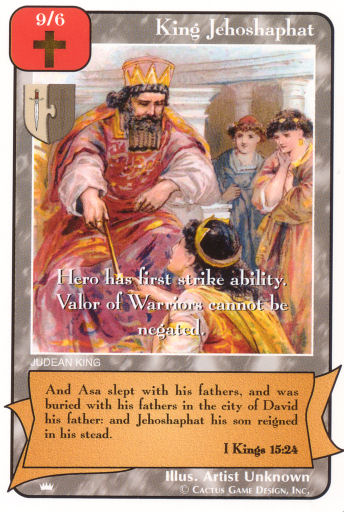 9/6
King Jehoshaphat
Hero has first strike ability.
Valor of Warriors cannot be
negated.
JUDEAN KING
And Asa slept with his fathers, and was
buried with his fathers in the city of David
his father: and Jehoshaphat his son reigned
in his stead.
I Kings 15:24
Illus. Artist Unknown
© CACTUS GAME DESIGN, INC.